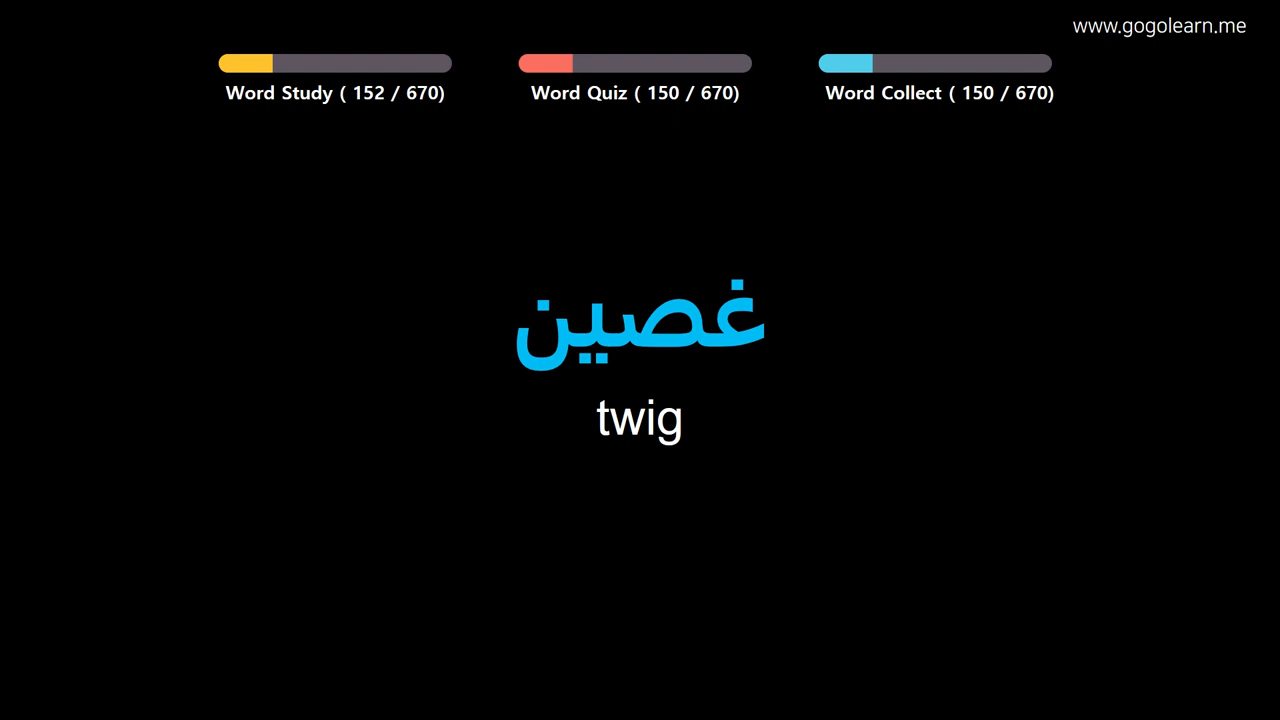 www.gogolearn.me
Word Study ( 152 / 670)
Word Quiz ( 150 / 670)
Word Collect ( 150 / 670)
غصين
twig